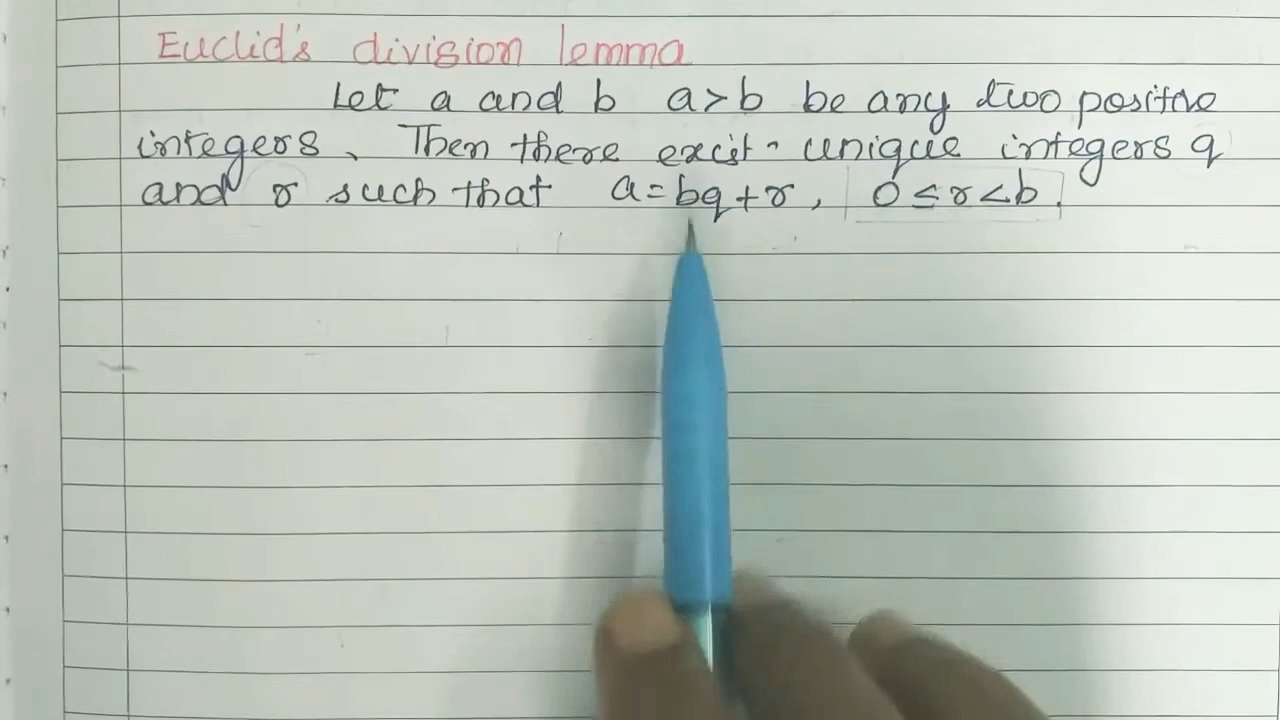 Euclid's division lemma
Let a and b a>b be any two positive
integers. Then there excist unique integers q
and r such that a=bq+r, 0≤r<b.